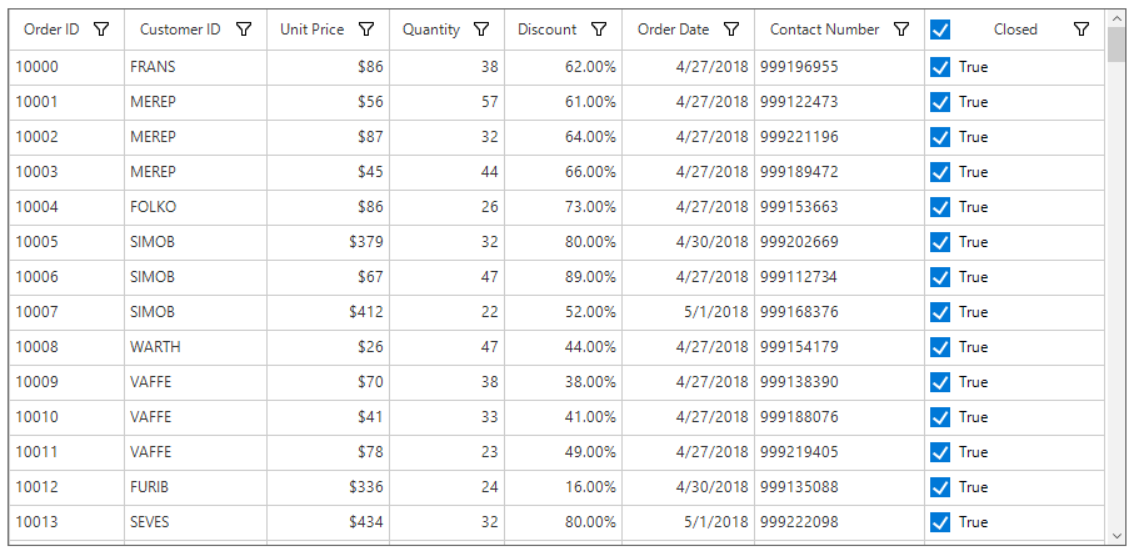 Order ID Customer ID Unit Price Quantity Discount Order Date Contact Number Closed
10000 FRANS $86 38 62.00% 4/27/2018 999196955 True
10001 MEREP $56 57 61.00% 4/27/2018 999122473 True
10002 MEREP $87 32 64.00% 4/27/2018 999221196 True
10003 MEREP $45 44 66.00% 4/27/2018 999189472 True
10004 FOLKO $86 26 73.00% 4/27/2018 999153663 True
10005 SIMOB $379 32 80.00% 4/30/2018 999202669 True
10006 SIMOB $67 47 89.00% 4/27/2018 999112734 True
10007 SIMOB $412 22 52.00% 5/1/2018 999168376 True
10008 WARTH $26 47 44.00% 4/27/2018 999154179 True
10009 VAFFE $70 38 38.00% 4/27/2018 999138390 True
10010 VAFFE $41 33 41.00% 4/27/2018 999188076 True
10011 VAFFE $78 23 49.00% 4/27/2018 999219405 True
10012 FURIB $336 24 16.00% 4/30/2018 999135088 True
10013 SEVES $434 32 80.00% 5/1/2018 999222098 True